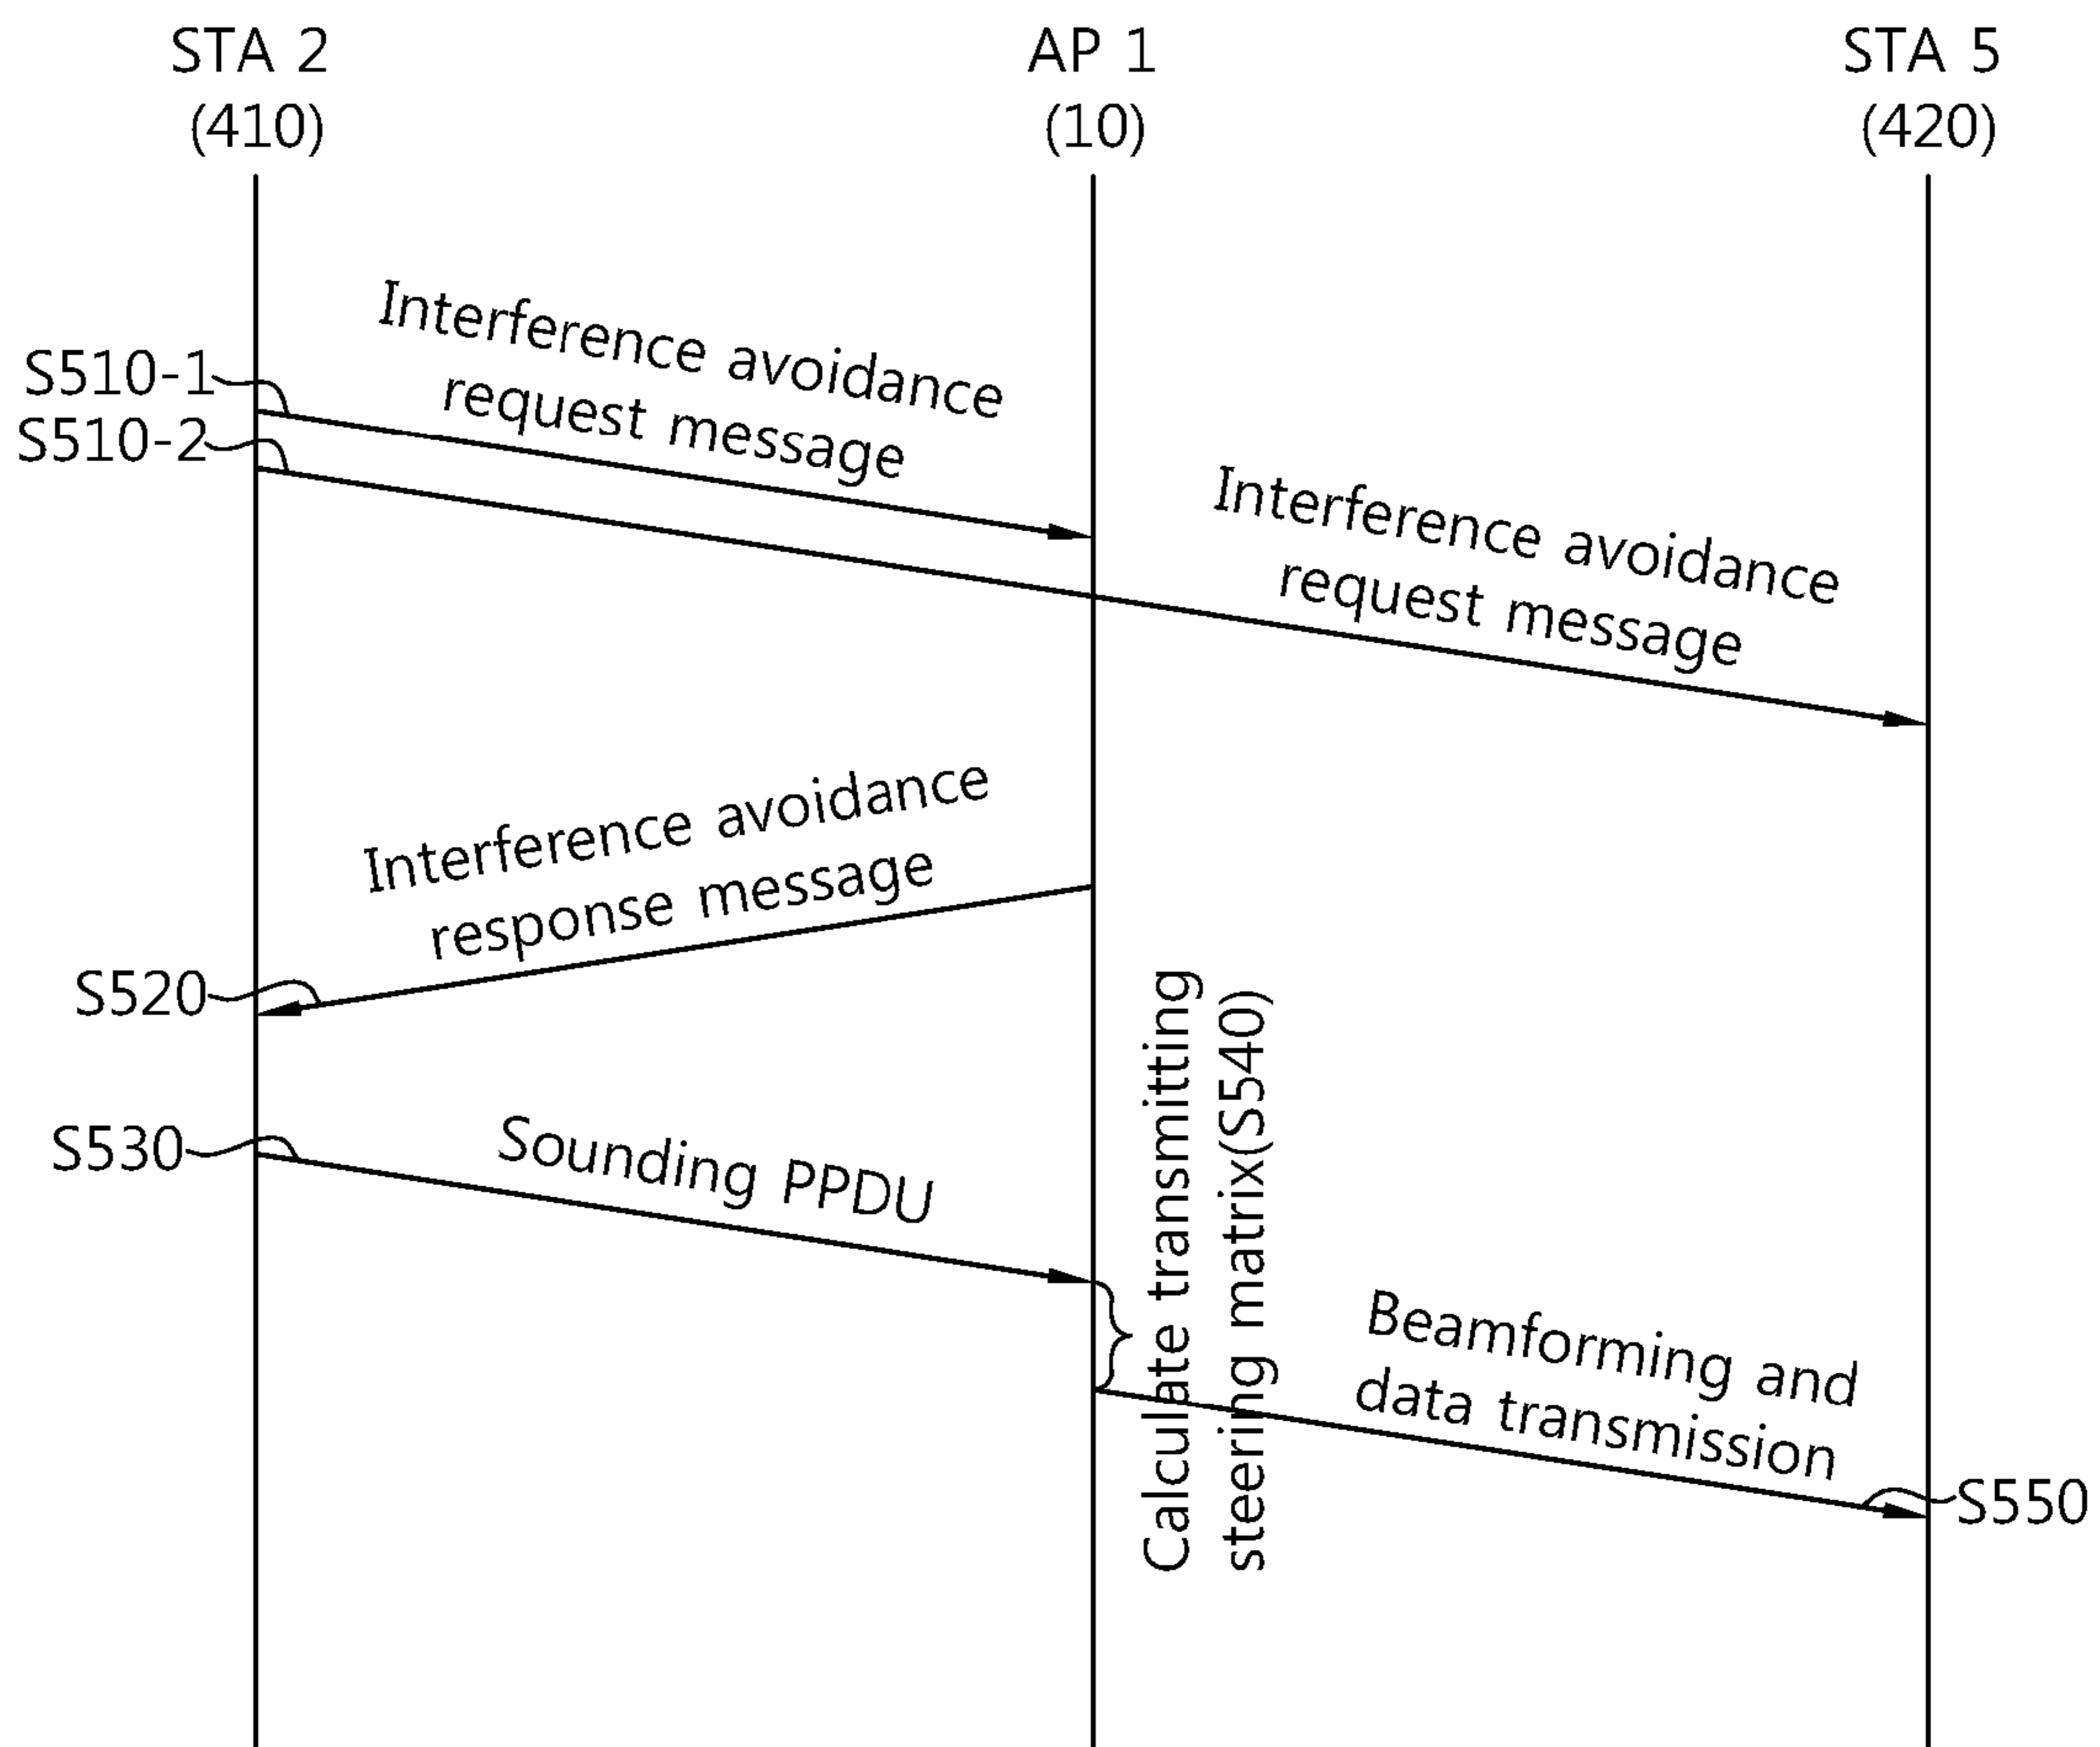 STA 2
(410)
AP 1
(10)
STA 5
(420)
Interference avoidance
request message
S510-1
S510-2
Interference avoidance
request message
Interference avoidance
response message
S520
Calculate transmitting
steering matrix(S540)
S530
Sounding PPDU
Beamforming and
data transmission
S550